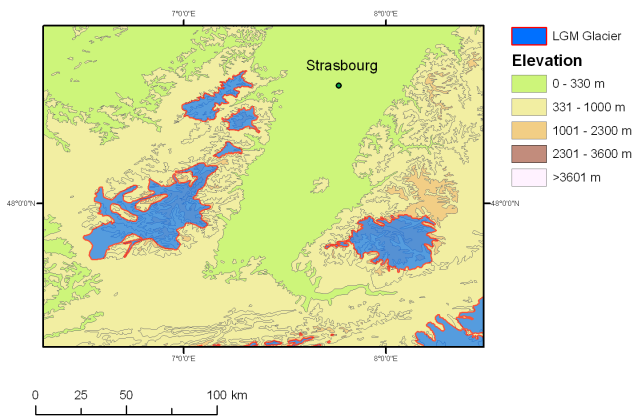 7°0'0"E 8°0'0"E
Strasbourg
48°0'0"N 48°0'0"N
7°0'0"E 8°0'0"E
0 25 50 100 km
LGM Glacier
Elevation
0 - 330 m
331 - 1000 m
1001 - 2300 m
2301 - 3600 m
>3601 m